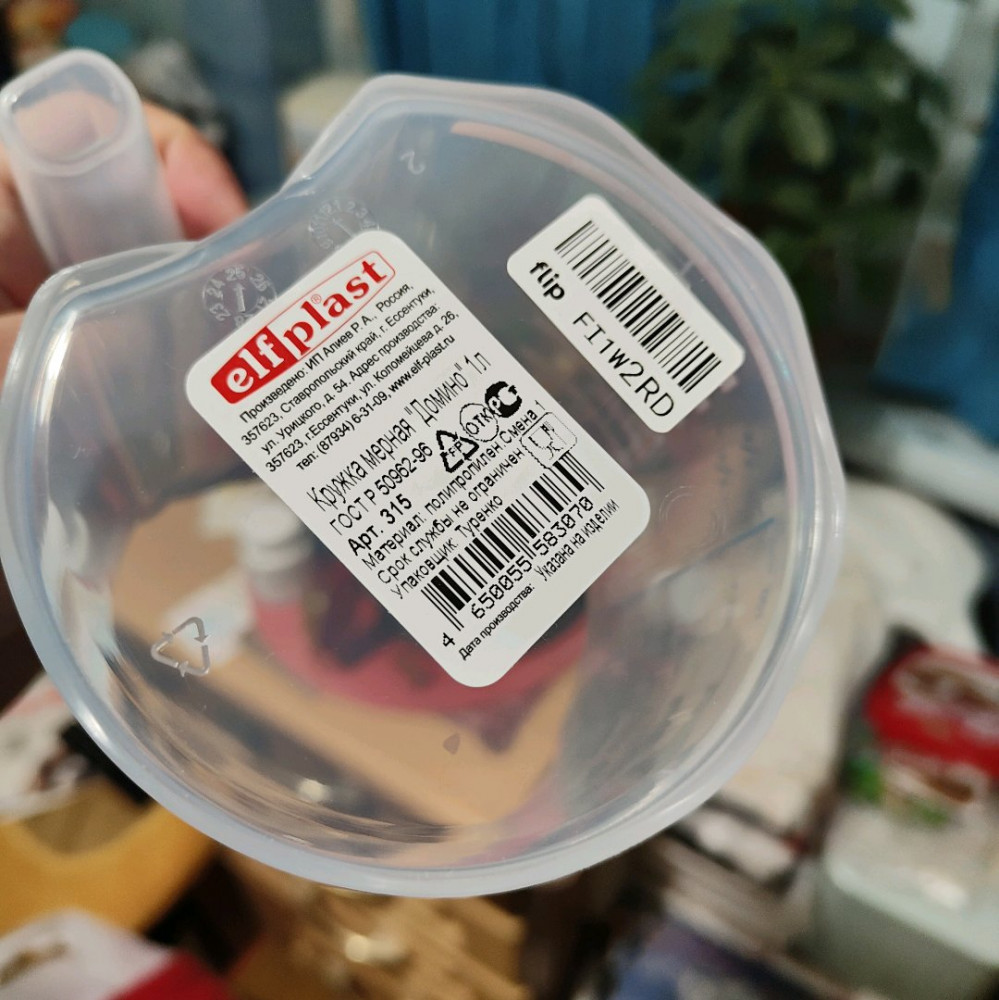 elfplast®
Произведено: ИП Алиев Р. А., Россия,
357623, Ставропольский край, г. Ессентуки,
ул. Урицкого, д. 54, Адрес производства:
357623, г.Ессентуки, ул. Коломейцева д. 26,
тел: (87934) 6-31-09, www.elf-plast.ru
Кружка мерная "Домино" 1л
ГОСТ Р 50962-96
ОТК
Арт. 315
Материал: полипропилен Смена 1
Срок службы не ограничен
Упаковщик: Туренко
4 650055 583070
Дата производства: Указана на изделии
flip
FI1W2RD